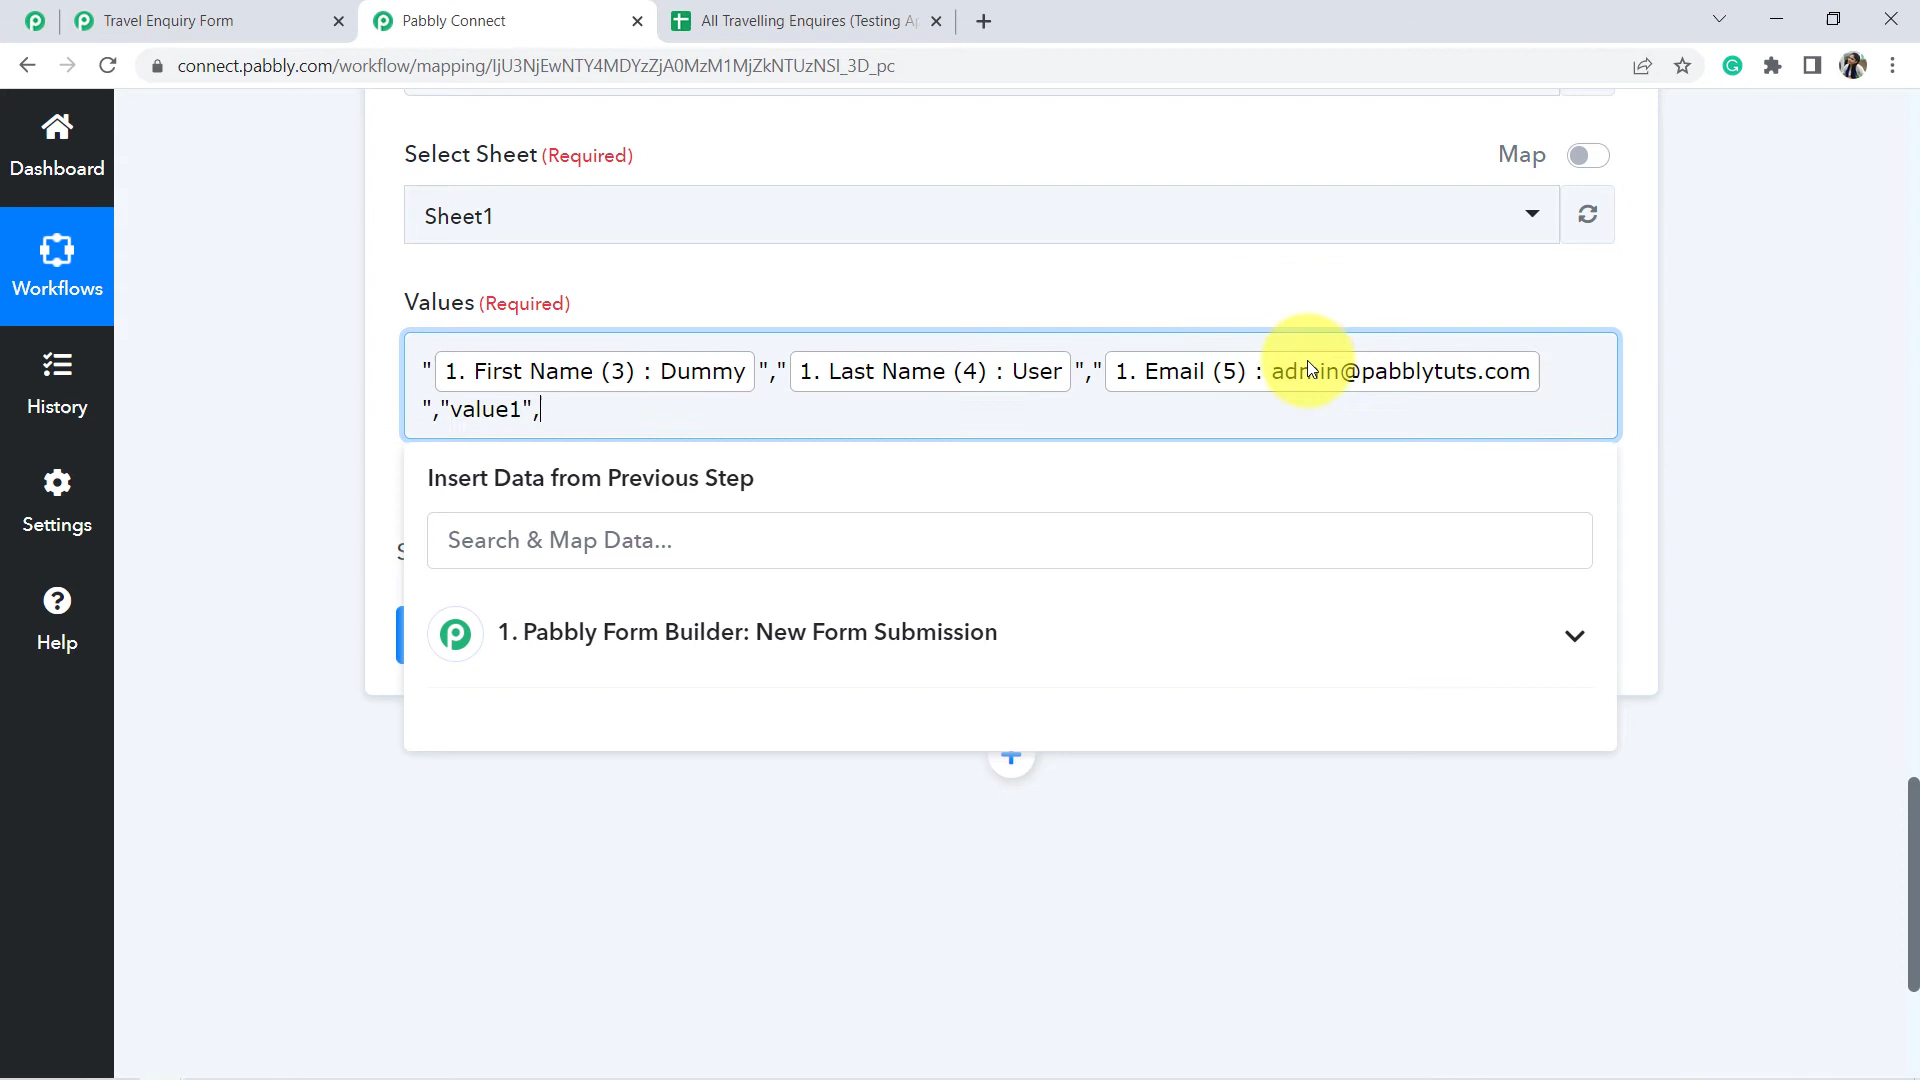 Travel Enquiry Form
Pabbly Connect
All Travelling Enquires (Testing Ap
connect.pabbly.com/workflow/mapping/IjU3NjEwNTY4MDYzZjA0MzM1MjZkNTUzNSI_3D_pc
Dashboard
Workflows
History
Settings
Help
Select Sheet (Required)
Map
Sheet1
Values (Required)
"1. First Name (3) : Dummy","1. Last Name (4) : User","1. Email (5) : admin@pabblytuts.com
","value1",
Insert Data from Previous Step
Search & Map Data...
1. Pabbly Form Builder: New Form Submission